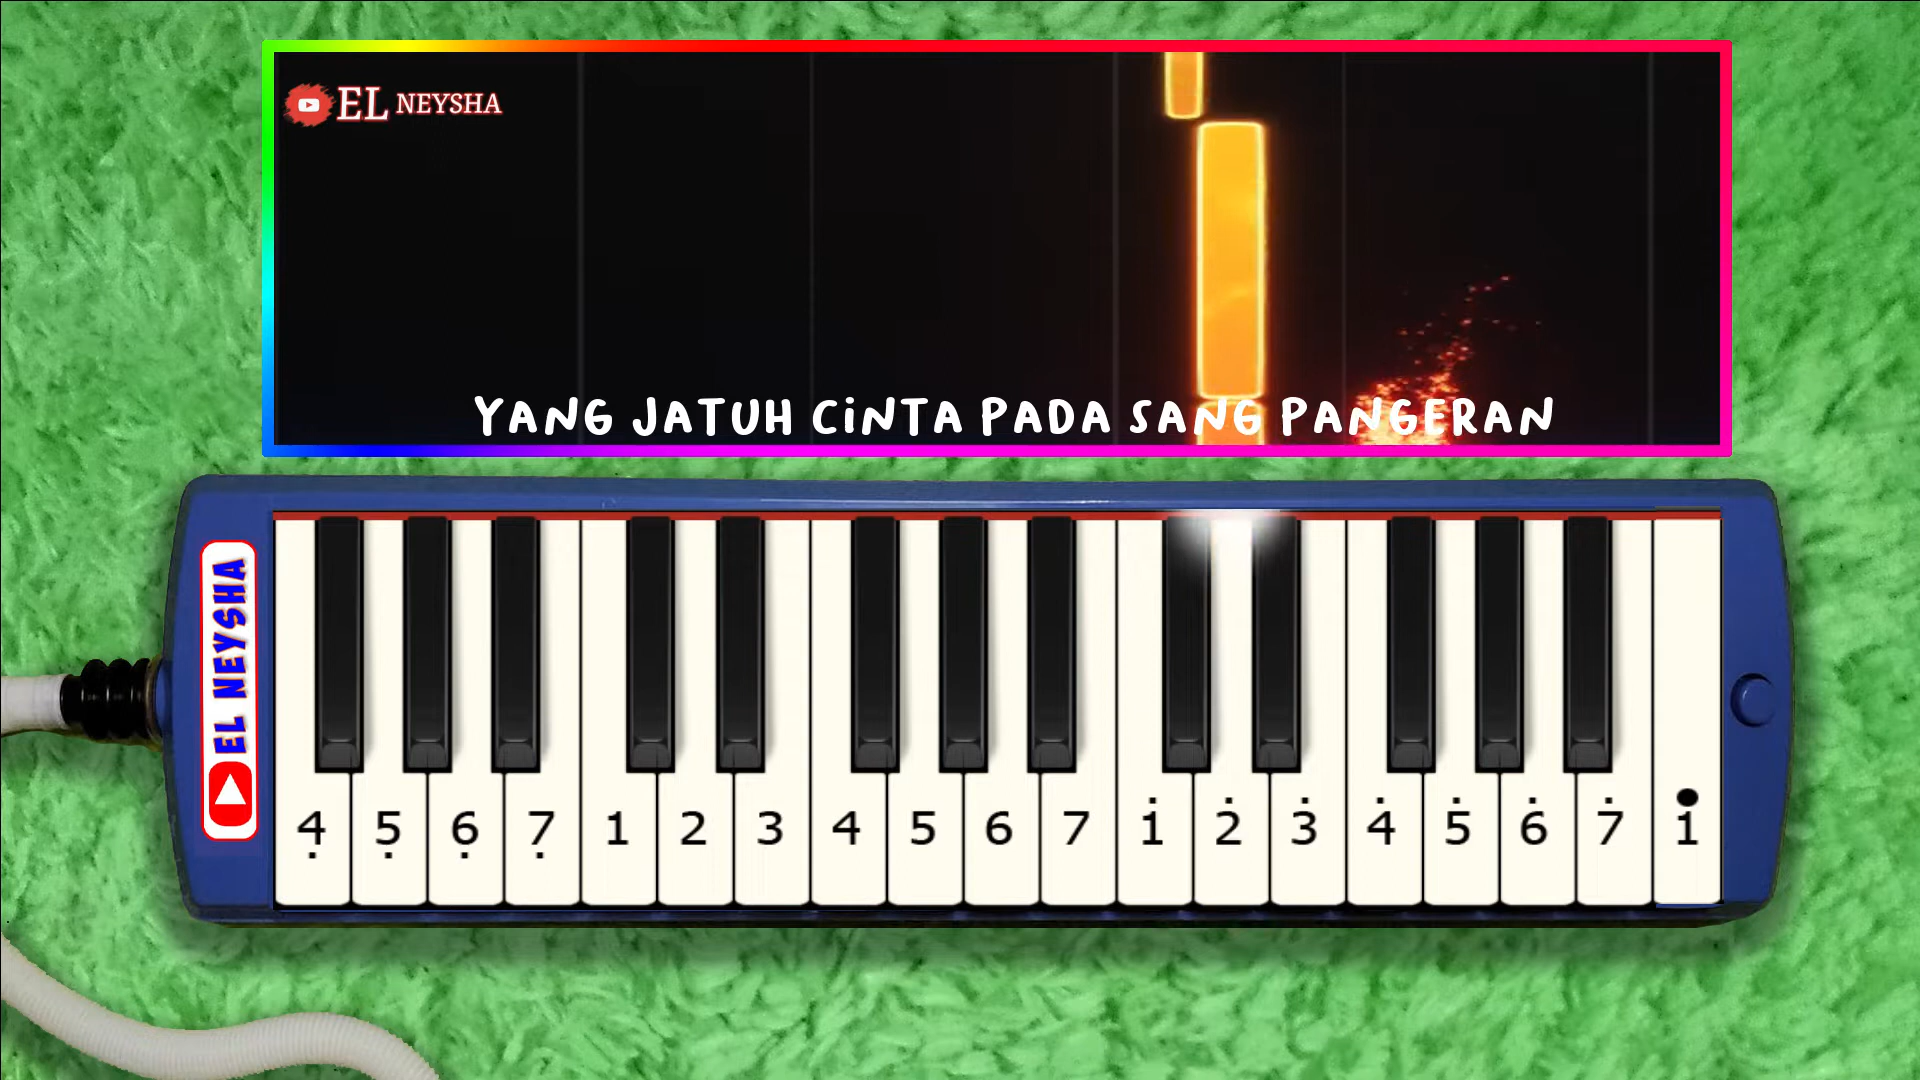 EL NEYSHA
YANG JATUH CINTA PADA SANG PANGERAN
EL NEYSHA
4̣ 5̣ 6̣ 7̣ 1 2 3 4 5 6 7 1̇ 2̇ 3̇ 4̇ 5̇ 6̇ 7̇ 1̇